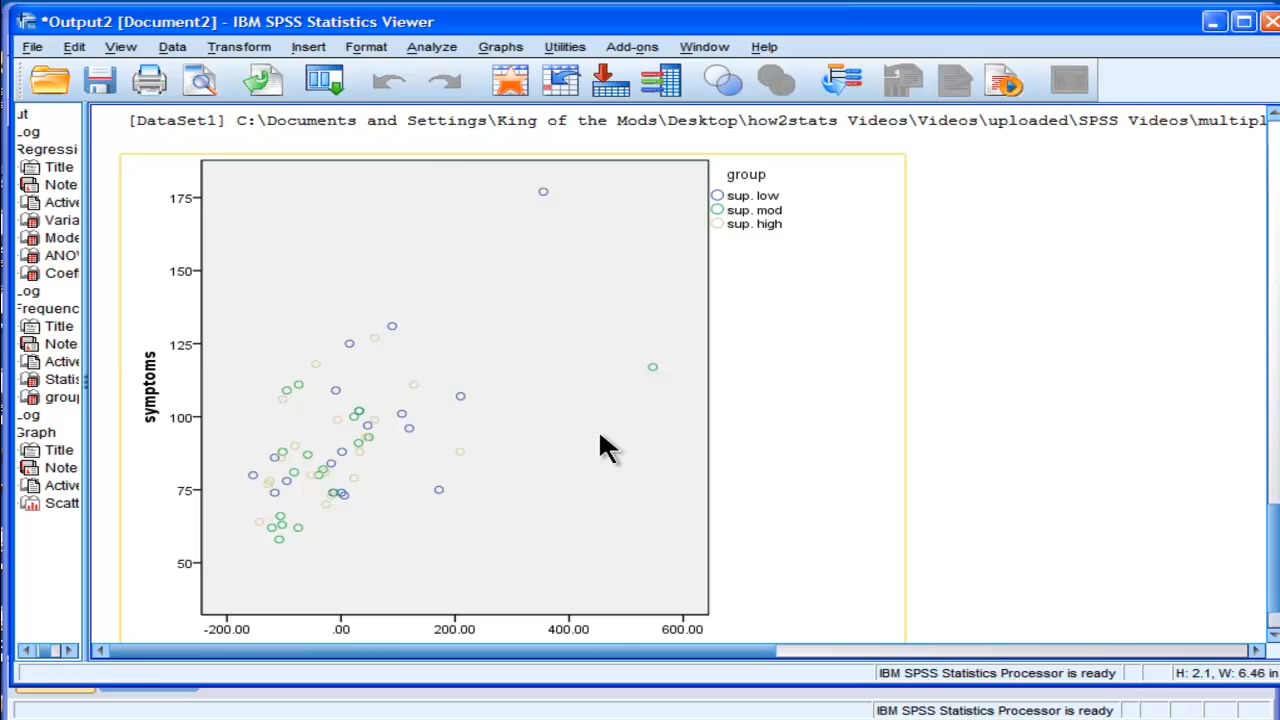 *Output2 [Document2] - IBM SPSS Statistics Viewer
File Edit View Data Transform Insert Format Analyze Graphs Utilities Add-ons Window Help
[DataSet1] C:\Documents and Settings\King of the Mods\Desktop\how2stats Videos\Videos\uploaded\SPSS Videos\multipl
ut
Log
Regressi
Title
Note
Active
Varia
Mode
ANOV
Coef
Log
Frequenc
Title
Note
Active
Statis
group
Log
Graph
Title
Note
Active
Scatt
group
sup. low
sup. mod
sup. high
symptoms
175
150
125
100
75
50
-200.00 .00 200.00 400.00 600.00
IBM SPSS Statistics Processor is ready H: 2.1, W: 6.46 in
IBM SPSS Statistics Processor is ready